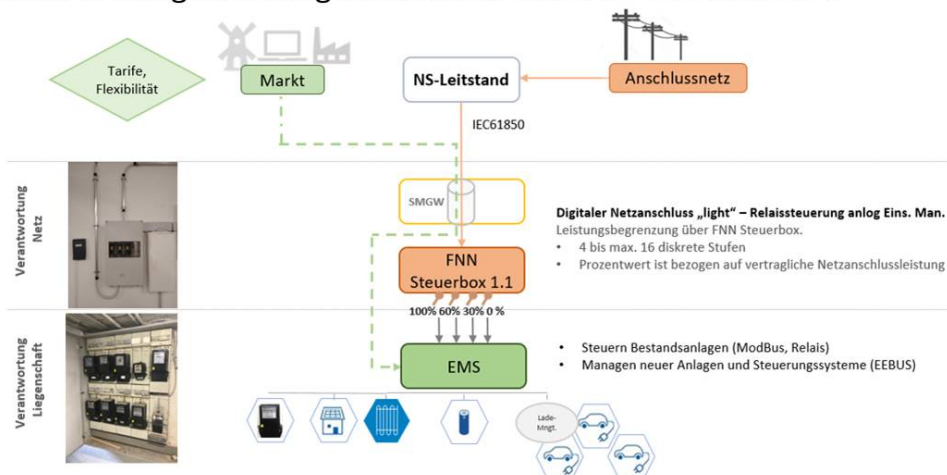 Tarife,
Flexibilität
Markt
NS-Leitstand
Anschlussnetz
IEC61850
Verantwortung
Netz
SMGW
FNN
Steuerbox 1.1
Digitaler Netzanschluss „light“ – Relaissteuerung analog Eins. Man.
Leistungsbegrenzung über FNN Steuerbox.
• 4 bis max. 16 diskrete Stufen
• Prozentwert ist bezogen auf vertragliche Netzanschlussleistung
100% 60% 30% 0 %
Verantwortung
Liegenschaft
EMS
• Steuern Bestandsanlagen (ModBus, Relais)
• Managen neuer Anlagen und Steuerungssysteme (EEBUS)
Lade-
Mngt.